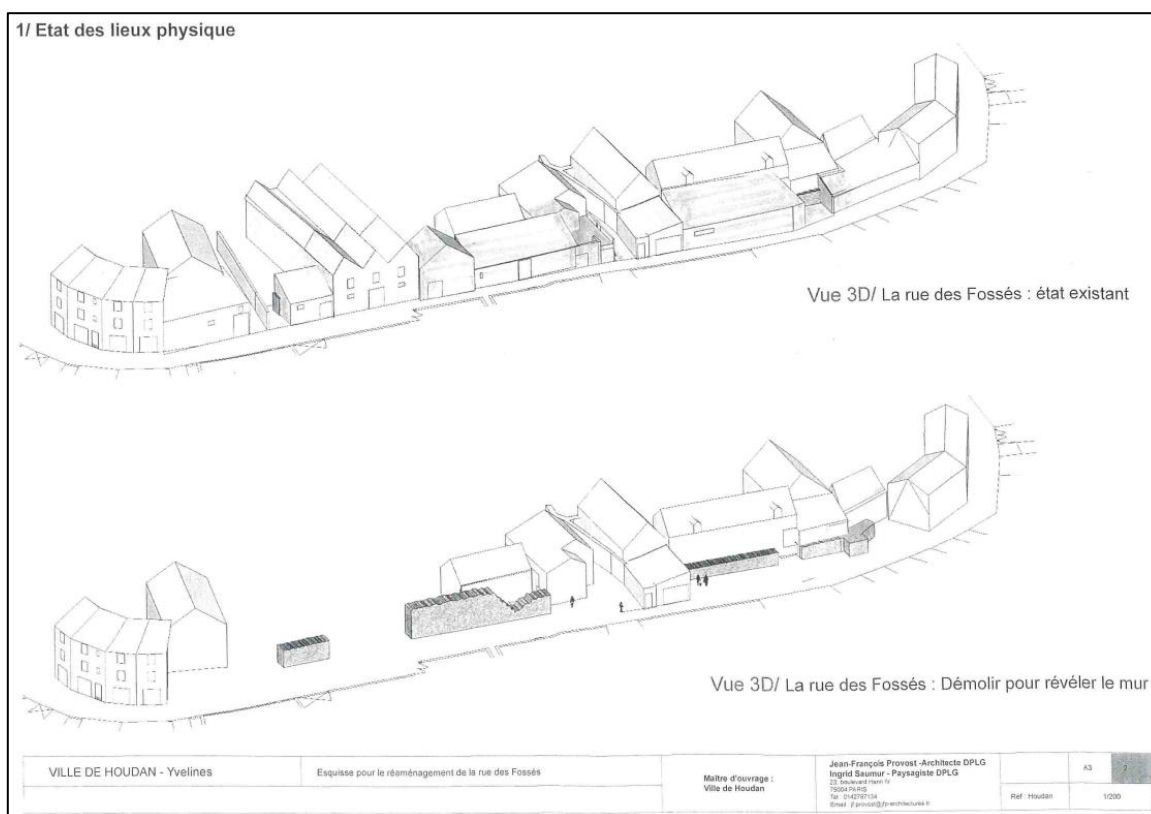 1/ Etat des lieux physique
Vue 3D/ La rue des Fossés : état existant
Vue 3D/ La rue des Fossés : Démolir pour révéler le mur
VILLE DE HOUDAN - Yvelines
Esquisse pour le réaménagement de la rue des Fossés
Maître d'ouvrage :
Ville de Houdan
Jean-François Provost -Architecte DPLG
Ingrid Saumur - Paysagiste DPLG
23, boulevard Henri IV
75004 PARIS
Tel : 0142797134
Email :
A3
Réf : Houdan
1/200